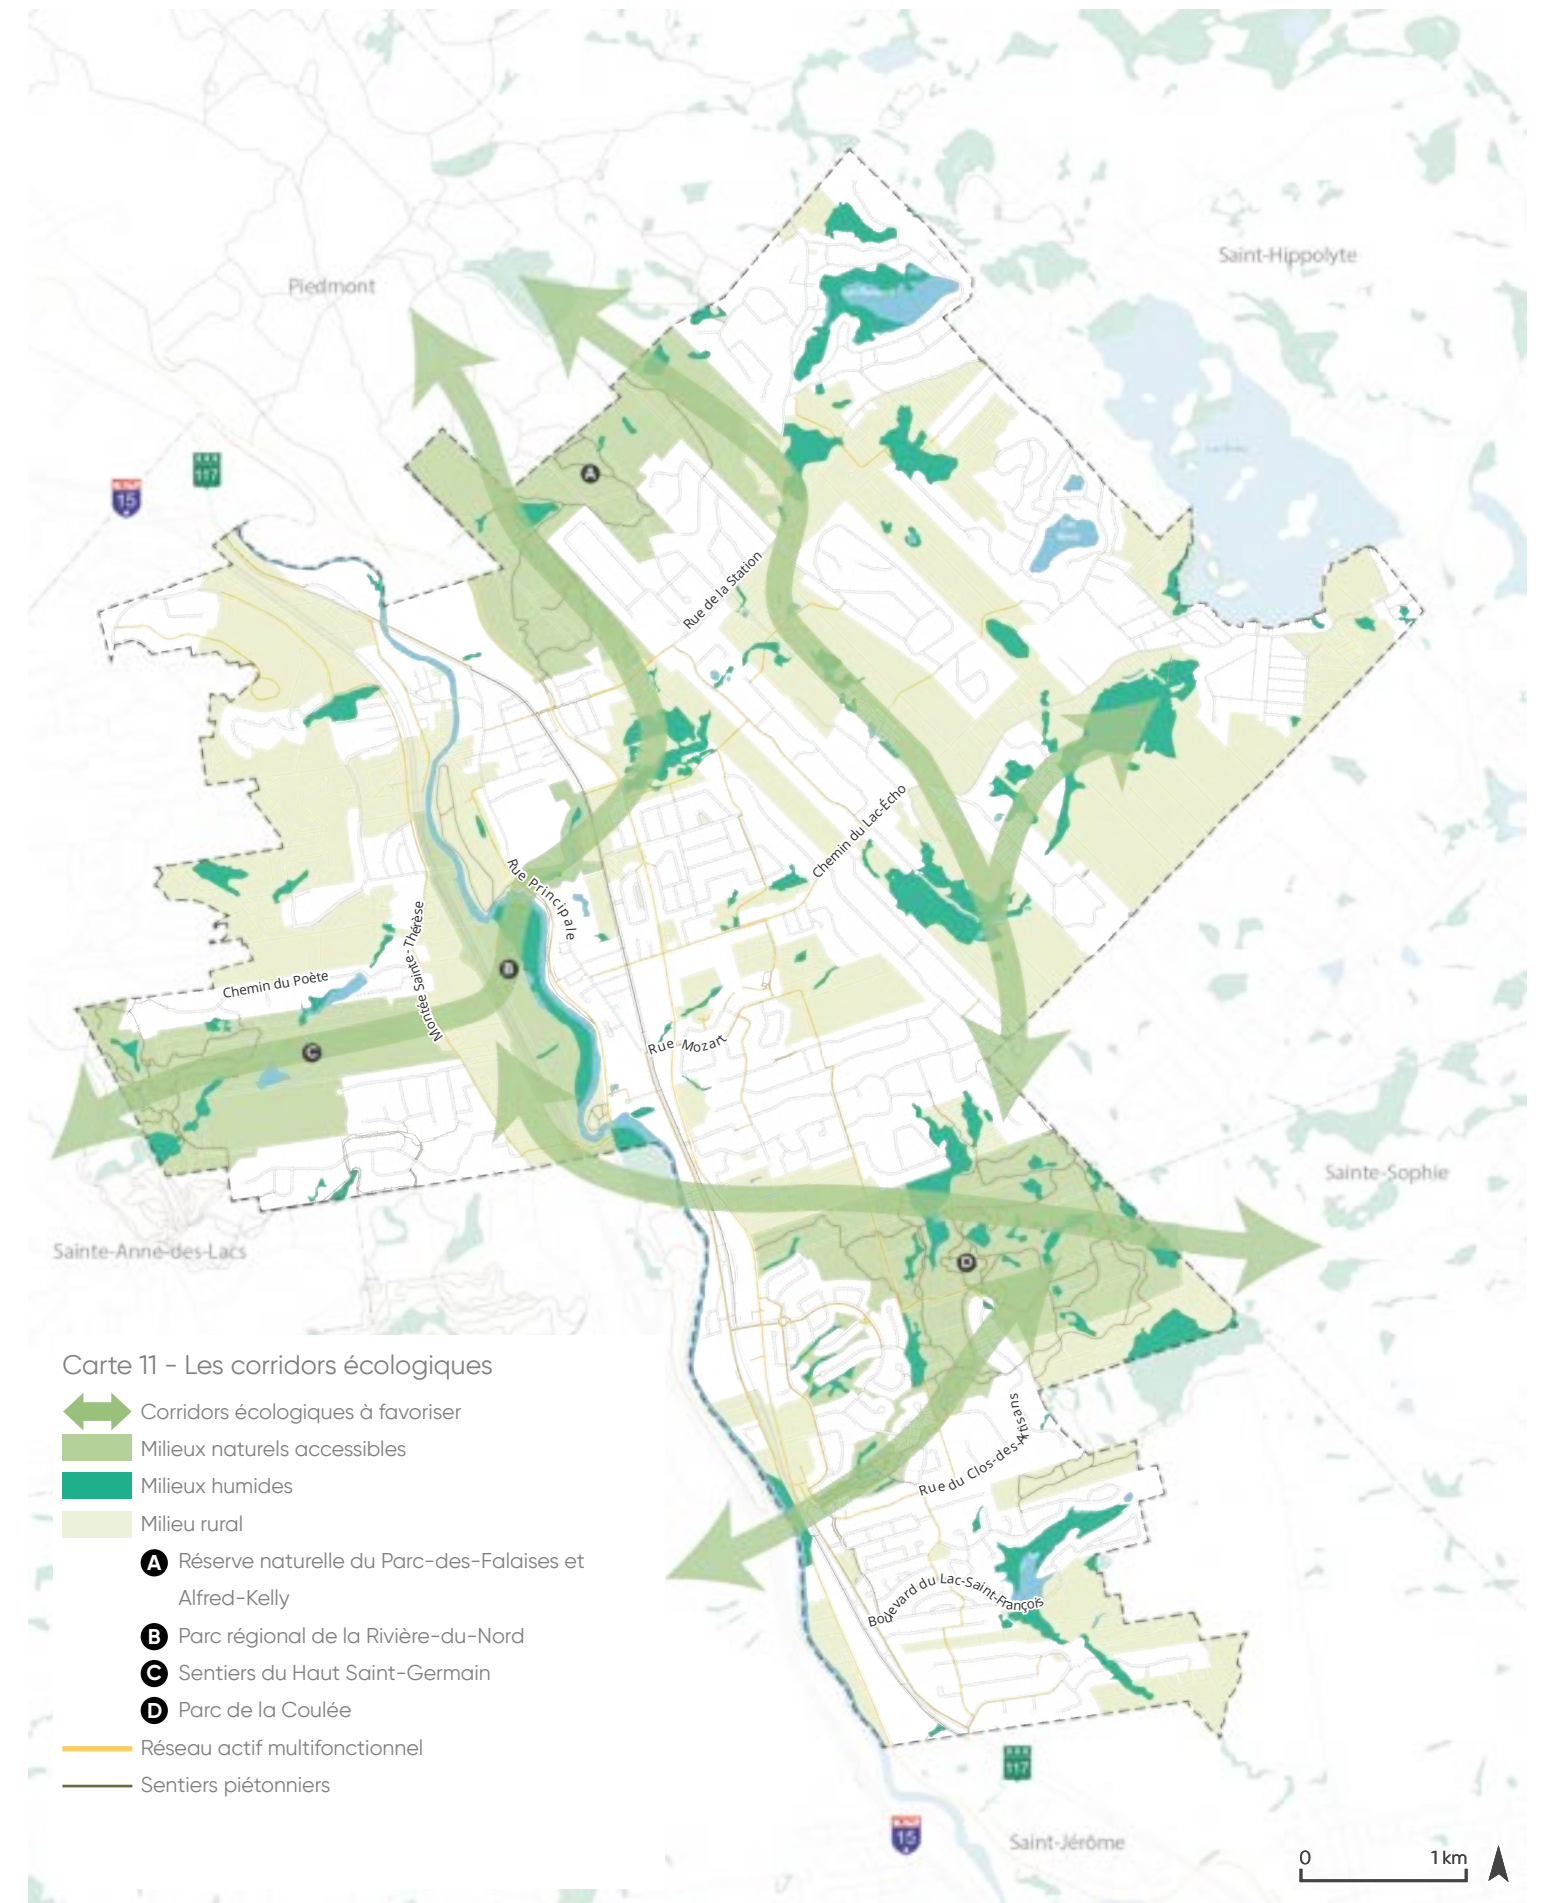 Saint-Hippolyte
Piedmont
117
15
A
Rue de la Station
Chemin du Lac-Écho
Rue Principale
Montée Sainte-Thérèse
B
Chemin du Poète
Rue Mozart
C
Sainte-Sophie
Sainte-Anne-des-Lacs
D
Rue du Clos-des-Artisans
Boulevard du Lac-Saint-François
Carte 11 - Les corridors écologiques
Corridors écologiques à favoriser
Milieux naturels accessibles
Milieux humides
Milieu rural
A Réserve naturelle du Parc-des-Falaises et
Alfred-Kelly
B Parc régional de la Rivière-du-Nord
C Sentiers du Haut Saint-Germain
D Parc de la Coulée
Réseau actif multifonctionnel
Sentiers piétonniers
117
15
Saint-Jérôme
0 1 km